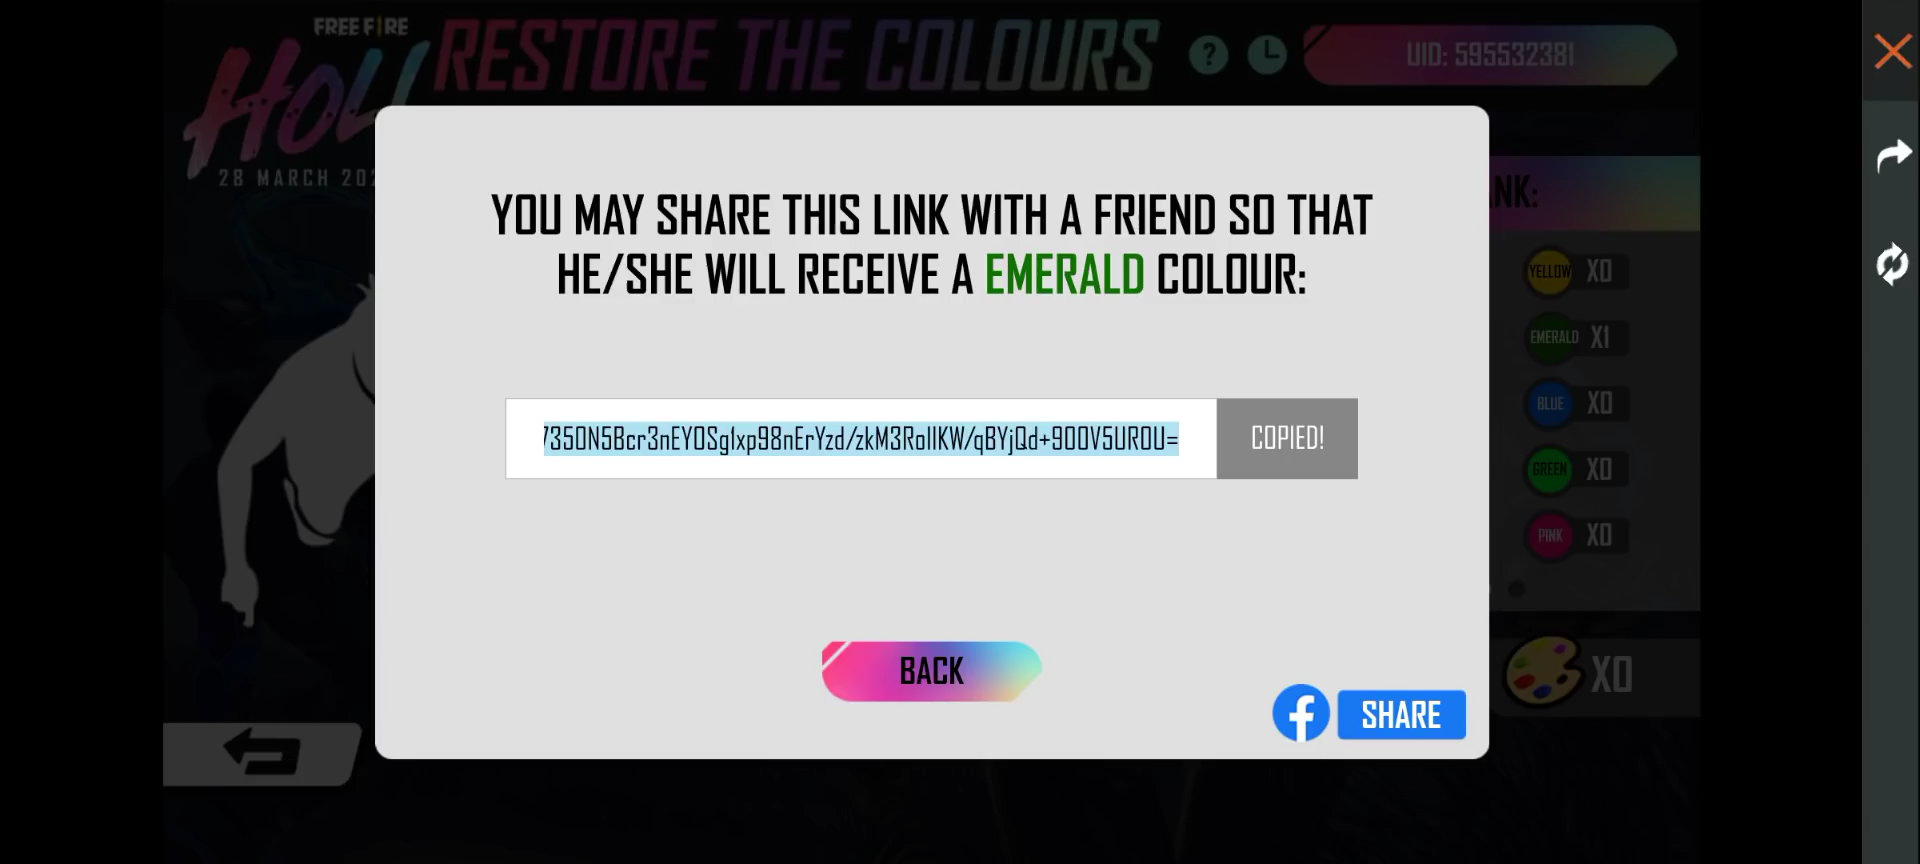 FREE FIRE
HOLI
28 MARCH
RESTORE THE COLOURS
?
UID: 595532381
YOU MAY SHARE THIS LINK WITH A FRIEND SO THAT
HE/SHE WILL RECEIVE A EMERALD COLOUR:
COPIED!
BACK
SHARE
YELLOW X0
EMERALD X1
BLUE X0
GREEN X0
PINK X0
X0